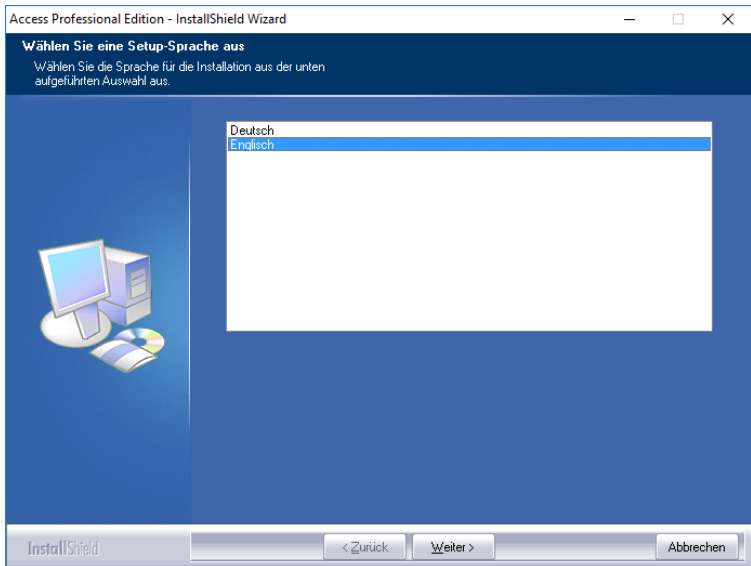 Access Professional Edition - InstallShield Wizard
Wählen Sie eine Setup-Sprache aus
Wählen Sie die Sprache für die Installation aus der unten
aufgeführten Auswahl aus.
Deutsch
Englisch
InstallShield
< Zurück
Weiter >
Abbrechen